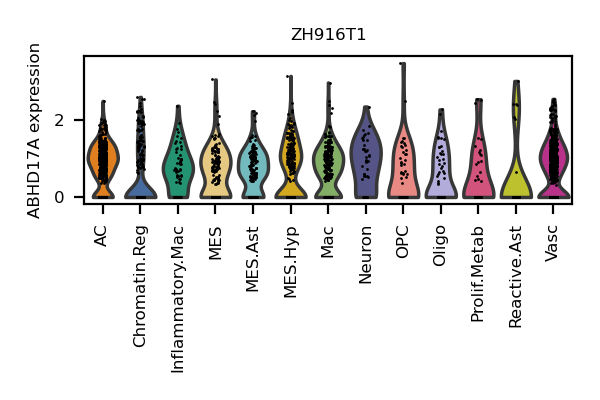 ZH916T1
ABHD17A expression
2
0
AC
Chromatin.Reg
Inflammatory.Mac
MES
MES.Ast
MES.Hyp
Mac
Neuron
OPC
Oligo
Prolif.Metab
Reactive.Ast
Vasc